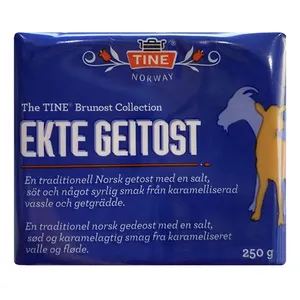 TINE
NORWAY
The TINE® Brunost Collection
EKTE GEITOST
En traditionell Norsk getost med en salt,
söt och något syrlig smak från karamelliserad
vassle och getgrädde.
En traditionel norsk gedeost med en salt,
sød og karamelagtig smag fra karameliseret
valle og fløde.
250 g